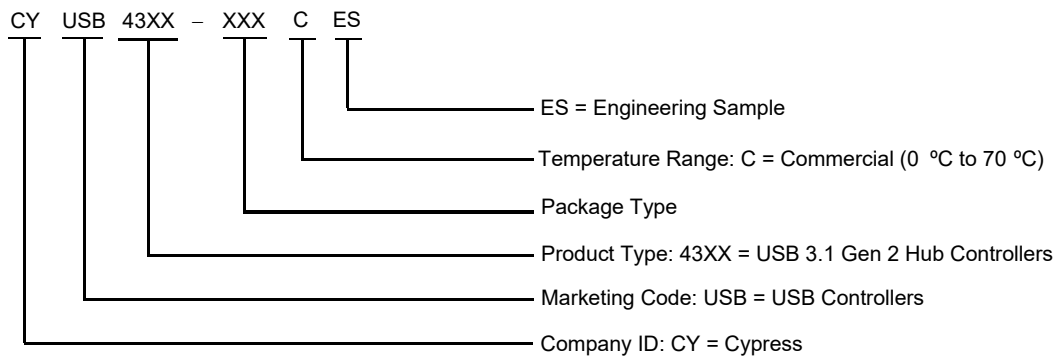 CY USB 43XX – XXX C ES
ES = Engineering Sample
Temperature Range: C = Commercial (0 ºC to 70 ºC)
Package Type
Product Type: 43XX = USB 3.1 Gen 2 Hub Controllers
Marketing Code: USB = USB Controllers
Company ID: CY = Cypress